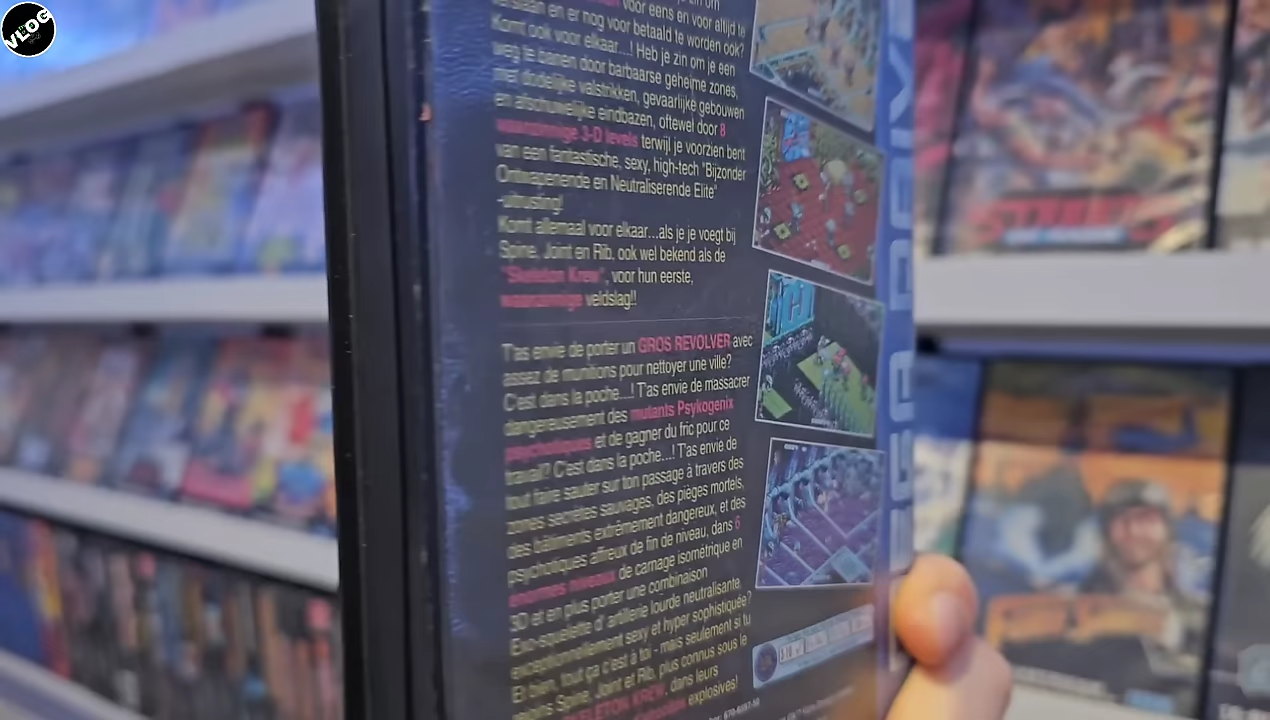 VLOG
voor eens en voor altijd te
verslaan en er nog voor betaald te worden ook?
Komt ook voor elkaar...! Heb je zin om je een
weg te banen door barbaarse geheime zones,
met dodelijke valstrikken, gevaarlijke gebouwen
en afschuwelijke eindbazen, oftewel door 8
waanzinnige 3-D levels terwijl je voorzien bent
van een fantastische, sexy, high-tech "Bijzonder
Ontwapenende en Neutraliserende Elite"
-uitrusting!
Komt allemaal voor elkaar...als je je voegt bij
Spine, Joint en Rib, ook wel bekend als de
"Skeleton Krew", voor hun eerste,
waanzinnige veldslag!!
T'as envie de porter un GROS REVOLVER avec
assez de munitions pour nettoyer une ville?
C'est dans la poche...! T'as envie de massacrer
dangereusement des mutants Psykogenix
psychotiques et de gagner du fric pour ce
travail? C'est dans la poche...! T'as envie de
tout faire sauter sur ton passage à travers des
zones secrètes sauvages, des pièges mortels,
des bâtiments extrêmement dangereux, et des
psychotiques affreux de fin de niveau, dans 6
énormes niveaux de carnage isométrique en
3D et en plus porter une combinaison
Exo-squelette d'artillerie lourde neutralisante,
exceptionnellement sexy et hyper sophistiquée?
Et bien, tout ça c'est à toi - mais seulement si tu
rejoins Spine, Joint et Rib, plus connus sous le
SKELETON KREW, dans leurs
explosives!
SEGA DRIVE